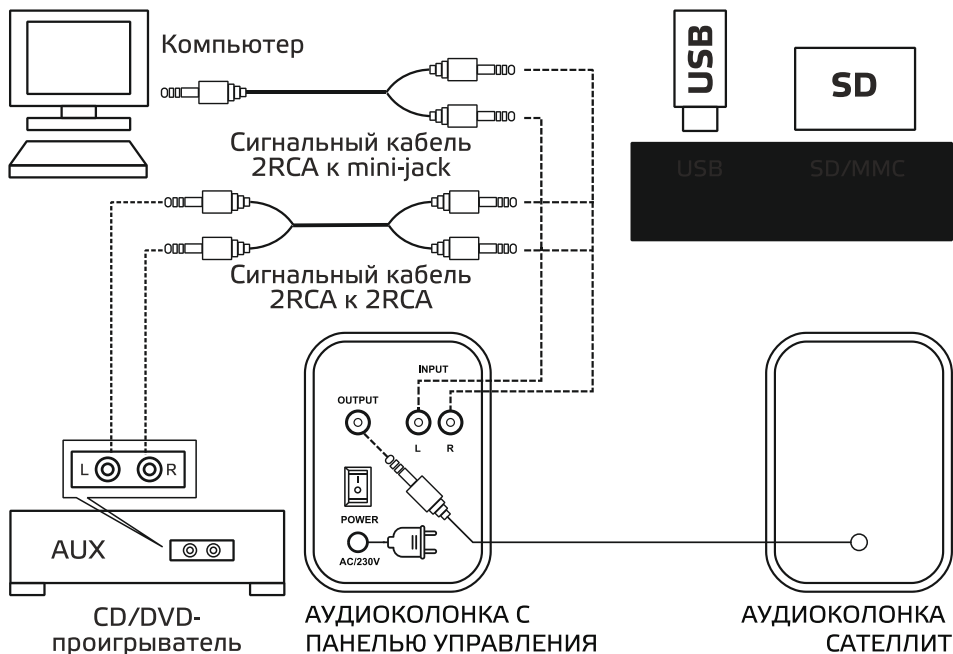 Компьютер
USB
SD
Сигнальный кабель
2RCA к mini-jack
USB SD/MMC
Сигнальный кабель
2RCA к 2RCA
INPUT
OUTPUT
L R
L R
POWER
AC/230V
AUX
CD/DVD-
проигрыватель
АУДИОКОЛОНКА С
ПАНЕЛЬЮ УПРАВЛЕНИЯ
АУДИОКОЛОНКА
САТЕЛЛИТ